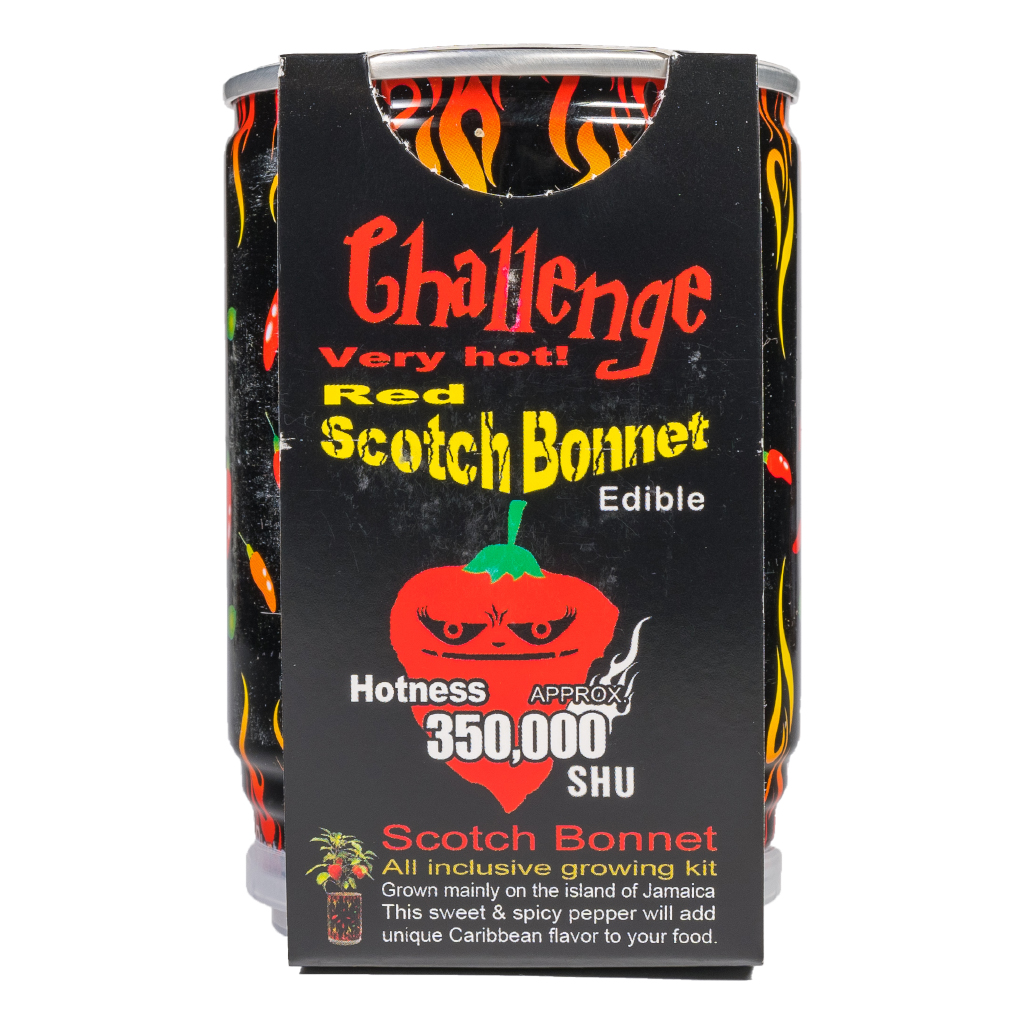 Challenge
Very hot!
Red
Scotch Bonnet
Edible
Hotness APPROX.
350,000
SHU
Scotch Bonnet
All inclusive growing kit
Grown mainly on the island of Jamaica
This sweet & spicy pepper will add
unique Caribbean flavor to your food.